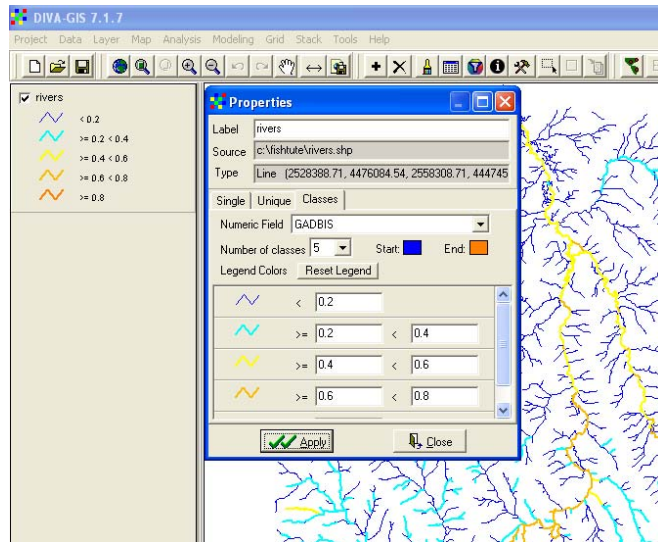 DIVA-GIS 7.1.7
Project Data Layer Map Analysis Modeling Grid Stack Tools Help
rivers
< 0.2
>= 0.2 < 0.4
>= 0.4 < 0.6
>= 0.6 < 0.8
>= 0.8
Properties
Label rivers
Source c:\fishtute\rivers.shp
Type Line (2528388.71, 4476084.54, 2558308.71, 444745
Single Unique Classes
Numeric Field GADBIS
Number of classes 5 Start: End:
Legend Colors Reset Legend
< 0.2
>= 0.2 < 0.4
>= 0.4 < 0.6
>= 0.6 < 0.8
Apply Close